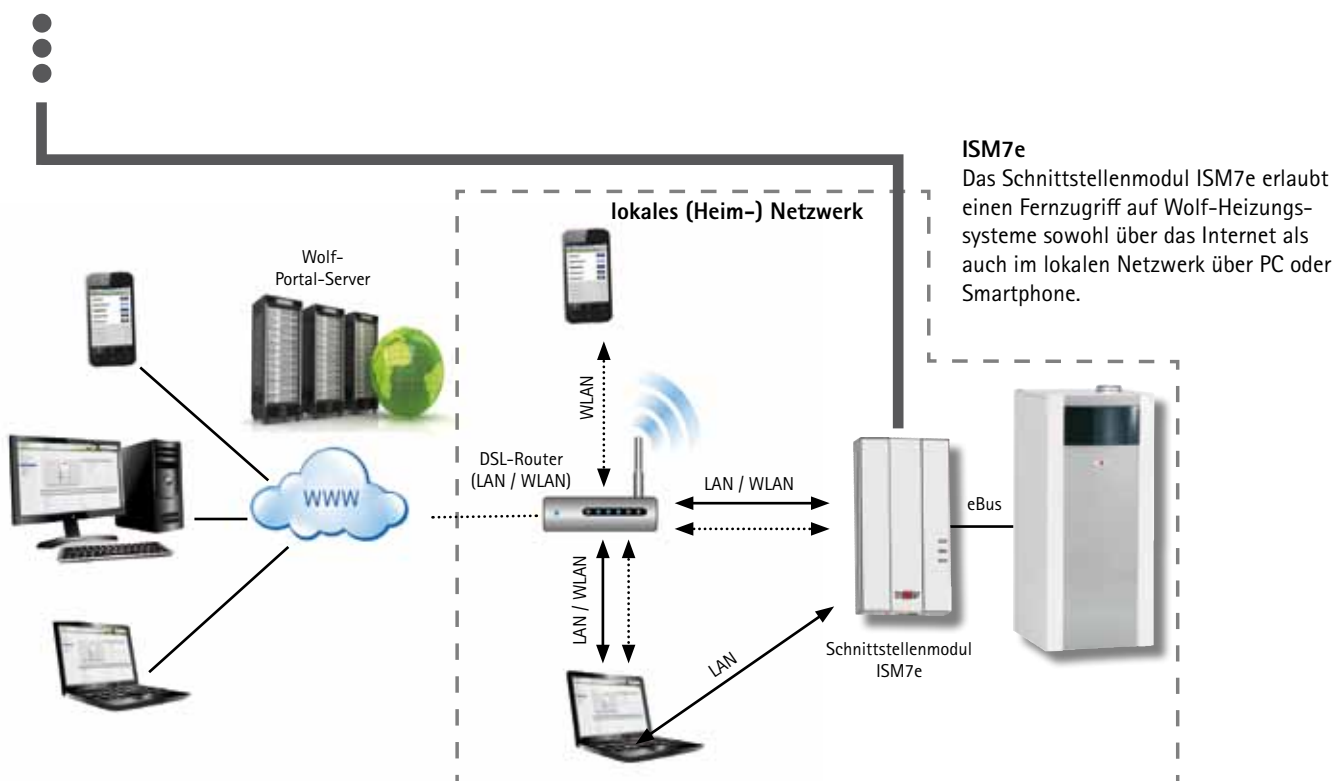 ISM7e
Das Schnittstellenmodul ISM7e erlaubt
einen Fernzugriff auf Wolf-Heizungs-
systeme sowohl über das Internet als
auch im lokalen Netzwerk über PC oder
Smartphone.
lokales (Heim-) Netzwerk
Wolf-
Portal-Server
WLAN
DSL-Router
(LAN / WLAN)
WWW
LAN / WLAN
eBus
LAN / WLAN
LAN
Schnittstellenmodul
ISM7e